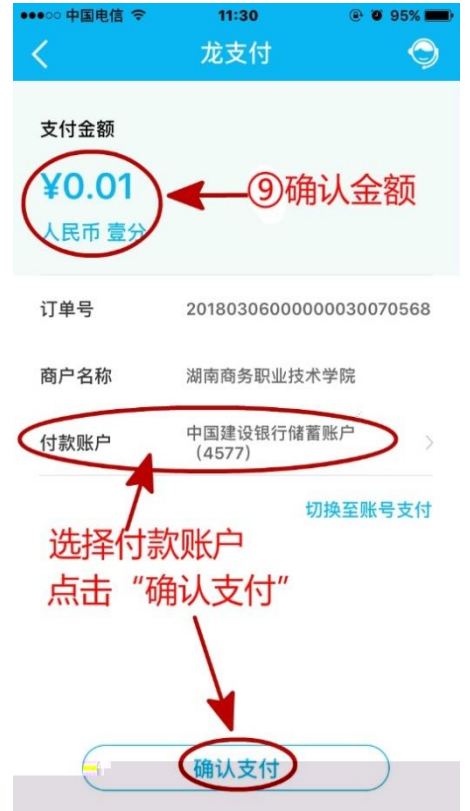 中国电信 11:30 95%
龙支付
支付金额
¥0.01
⑨确认金额
人民币 壹分
订单号 20180306000000030070568
商户名称 湖南商务职业技术学院
付款账户 中国建设银行储蓄账户
(4577)
切换至账号支付
选择付款账户
点击“确认支付”
确认支付